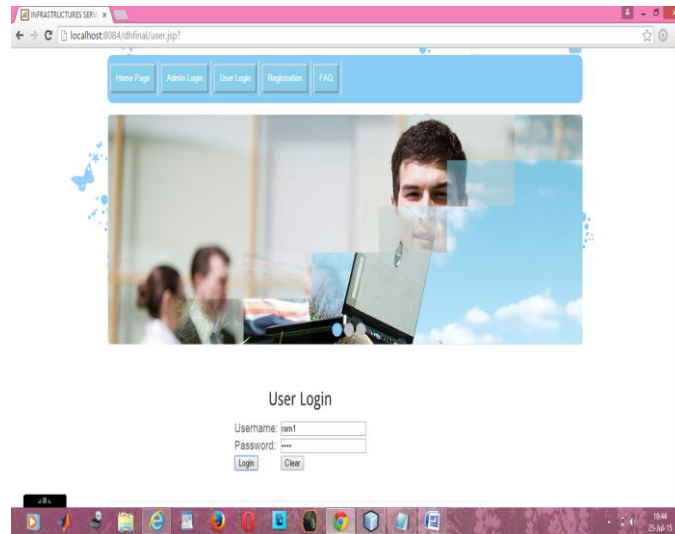 INFRASTRUCTURES SERV
localhost:8084/dhfinal/user.jsp?
Home Page Admin Login User Login Registration FAQ
User Login
Username: ram1
Password: ••••
Login Clear
18:44
25-Jul-15